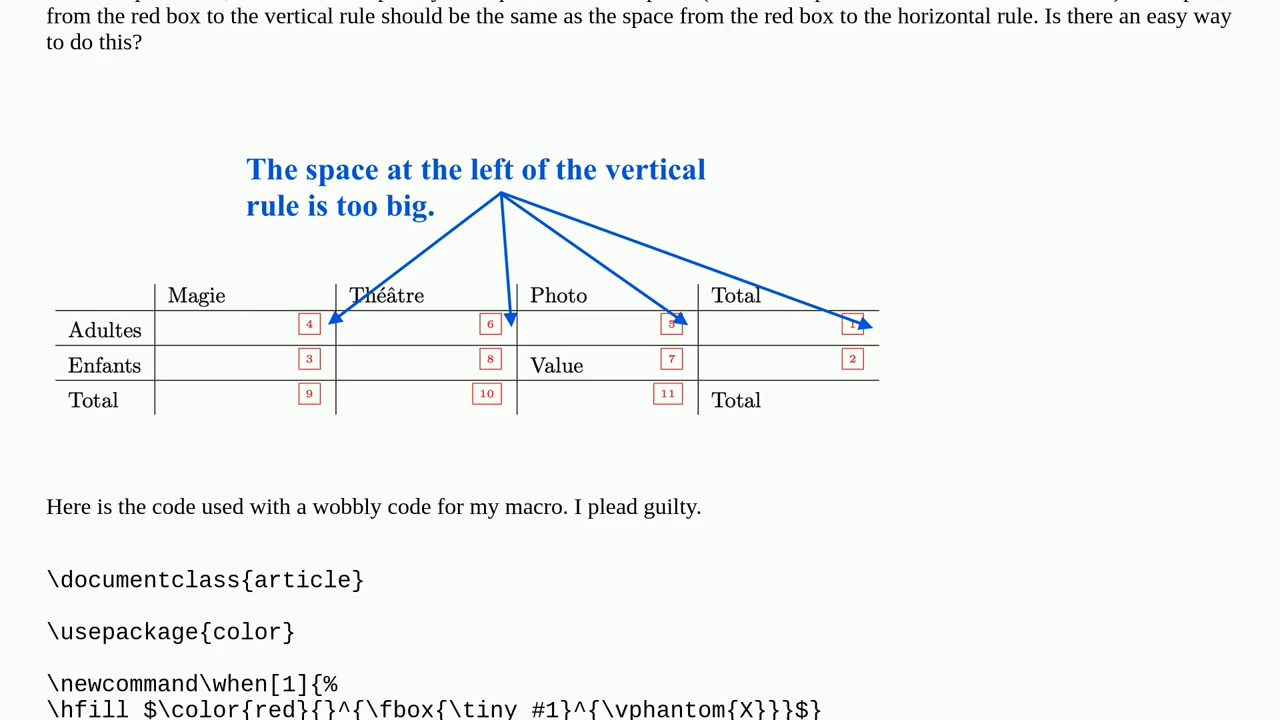 from the red box to the vertical rule should be the same as the space from the red box to the horizontal rule. Is there an easy way
to do this?
The space at the left of the vertical
rule is too big.
Magie Théâtre Photo Total
Adultes 4 6 5 1
Enfants 3 8 Value 7 2
Total 9 10 11 Total
Here is the code used with a wobbly code for my macro. I plead guilty.
\documentclass{article}
\usepackage{color}
\newcommand\when[1]{%
\hfill $\color{red}{}^{\fbox{\tiny #1}^{\vphantom{X}}}$}